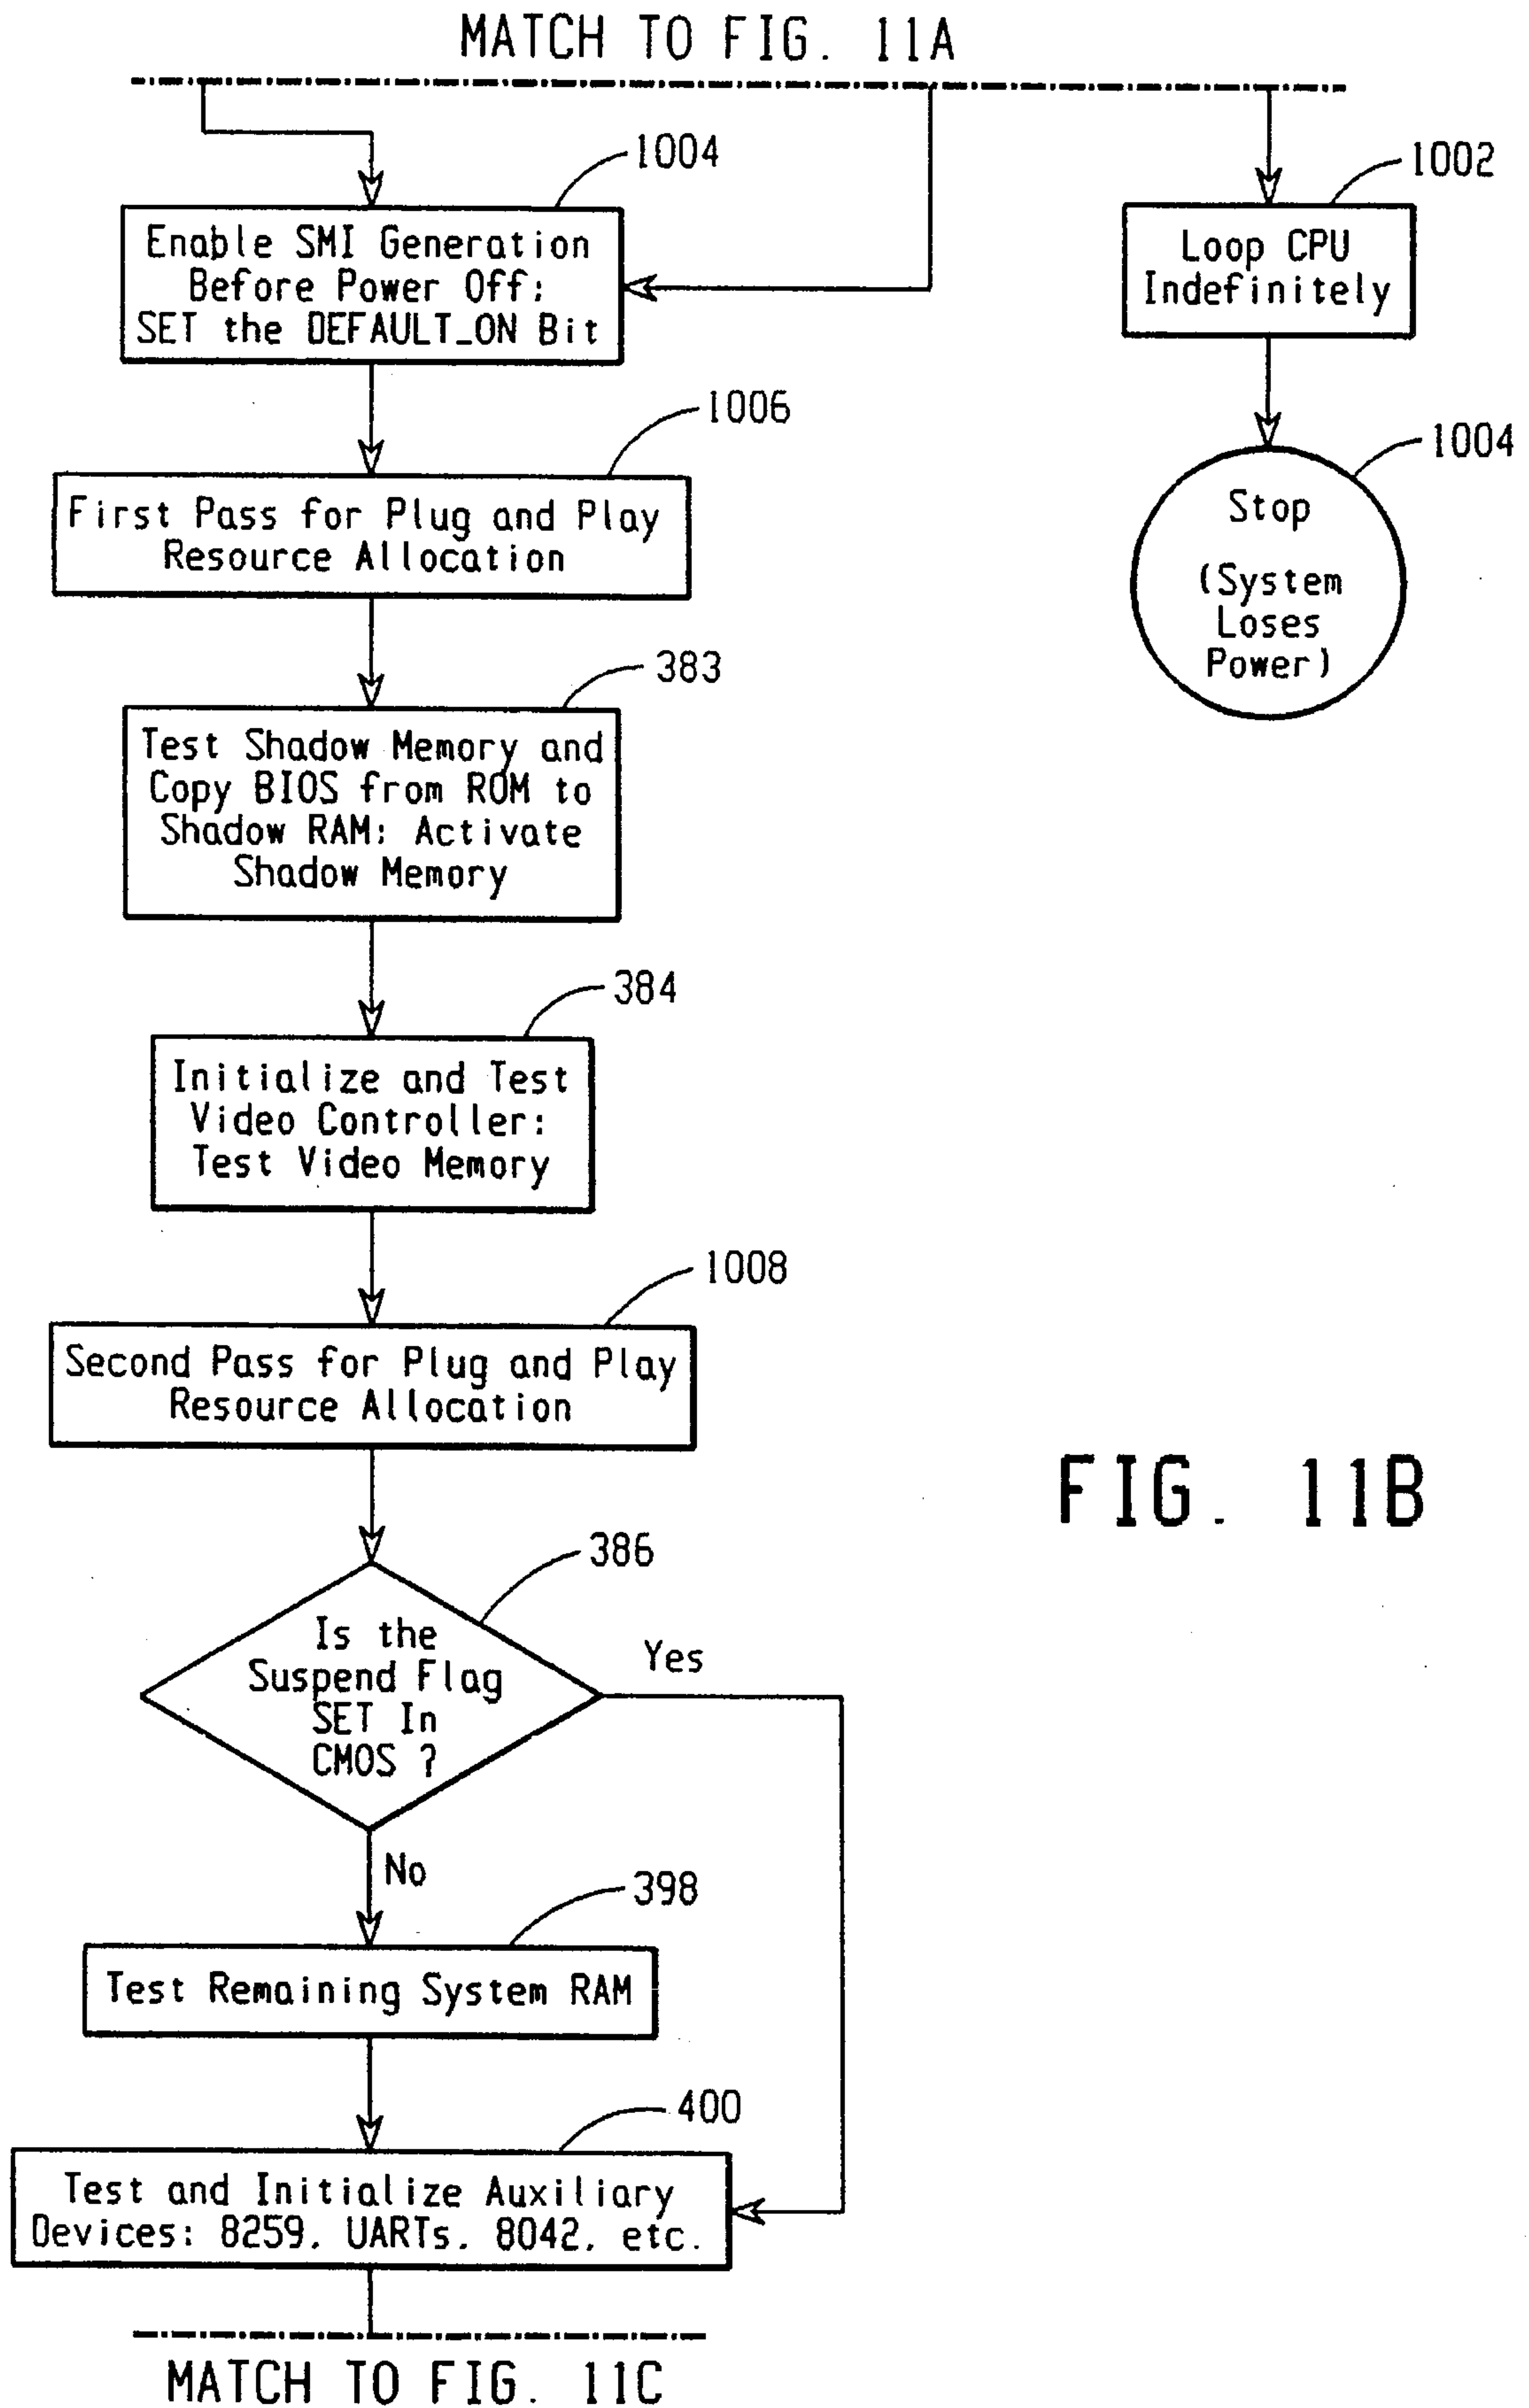 MATCH TO FIG. 11A
1004
Enable SMI Generation
Before Power Off;
SET the DEFAULT_ON Bit
1002
Loop CPU
Indefinitely
1006
First Pass for Plug and Play
Resource Allocation
1004
Stop
(System
Loses
Power)
383
Test Shadow Memory and
Copy BIOS from ROM to
Shadow RAM; Activate
Shadow Memory
384
Initialize and Test
Video Controller;
Test Video Memory
1008
Second Pass for Plug and Play
Resource Allocation
FIG. 11B
386
Is the
Suspend Flag
SET In
CMOS ?
Yes
No
398
Test Remaining System RAM
400
Test and Initialize Auxiliary
Devices: 8259, UARTs, 8042, etc.
MATCH TO FIG. 11C